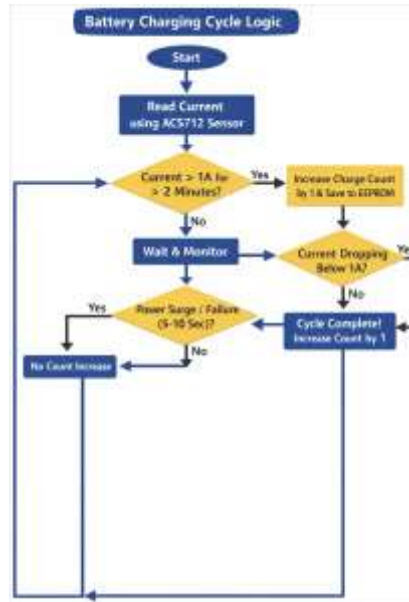 Battery Charging Cycle Logic
Start
Read Current
using ACS712 Sensor
Current > 1A for
> 2 Minutes?
Yes
Increase Charge Count
by 1 & Save to EEPROM
No
Wait & Monitor
Current Dropping
Below 1A?
Yes
No
Power Surge / Failure
(5-10 Sec)?
Yes
No
Cycle Complete!
Increase Count by 1
No Count Increase